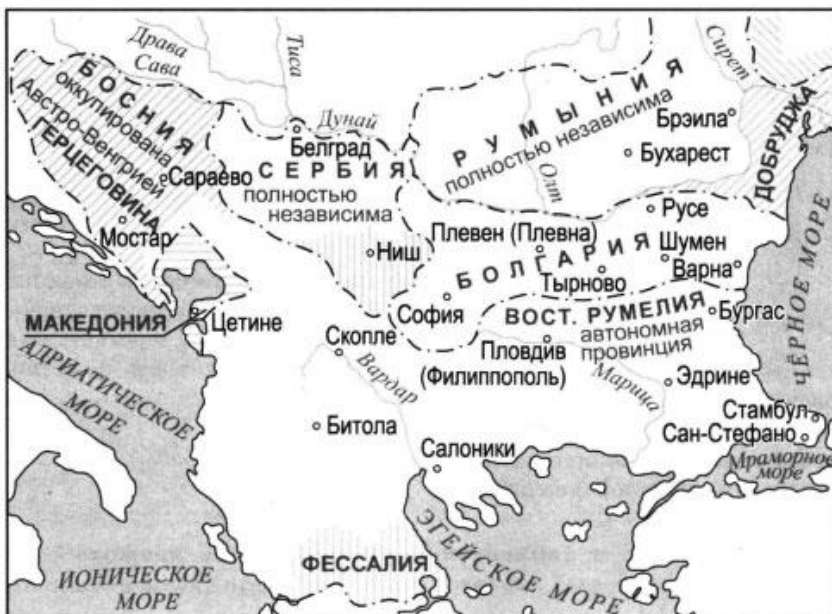 Драва
Сава
Тиса
Сирет
БОСНИЯ
оккупирована
Австро-Венгрией
ГЕРЦЕГОВИНА
Сараево
Мостар
Дунай
Белград
СЕРБИЯ
полностью
независима
Ниш
РУМЫНИЯ
полностью независима
Брэила
Бухарест
Олт
ДОБРУДЖА
Русе
Плевен (Плевна)
Шумен
БОЛГАРИЯ
Тырново
Варна
София
ВОСТ. РУМЕЛИЯ
автономная
провинция
Бургас
Пловдив
(Филиппополь)
Марица
Эдрине
ЧЁРНОЕ МОРЕ
МАКЕДОНИЯ
Цетине
Скопле
Вардар
АДРИАТИЧЕСКОЕ
МОРЕ
Битола
Салоники
Стамбул
Сан-Стефано
Мраморное
море
ФЕССАЛИЯ
ЭГЕЙСКОЕ МОРЕ
ИОНИЧЕСКОЕ
МОРЕ